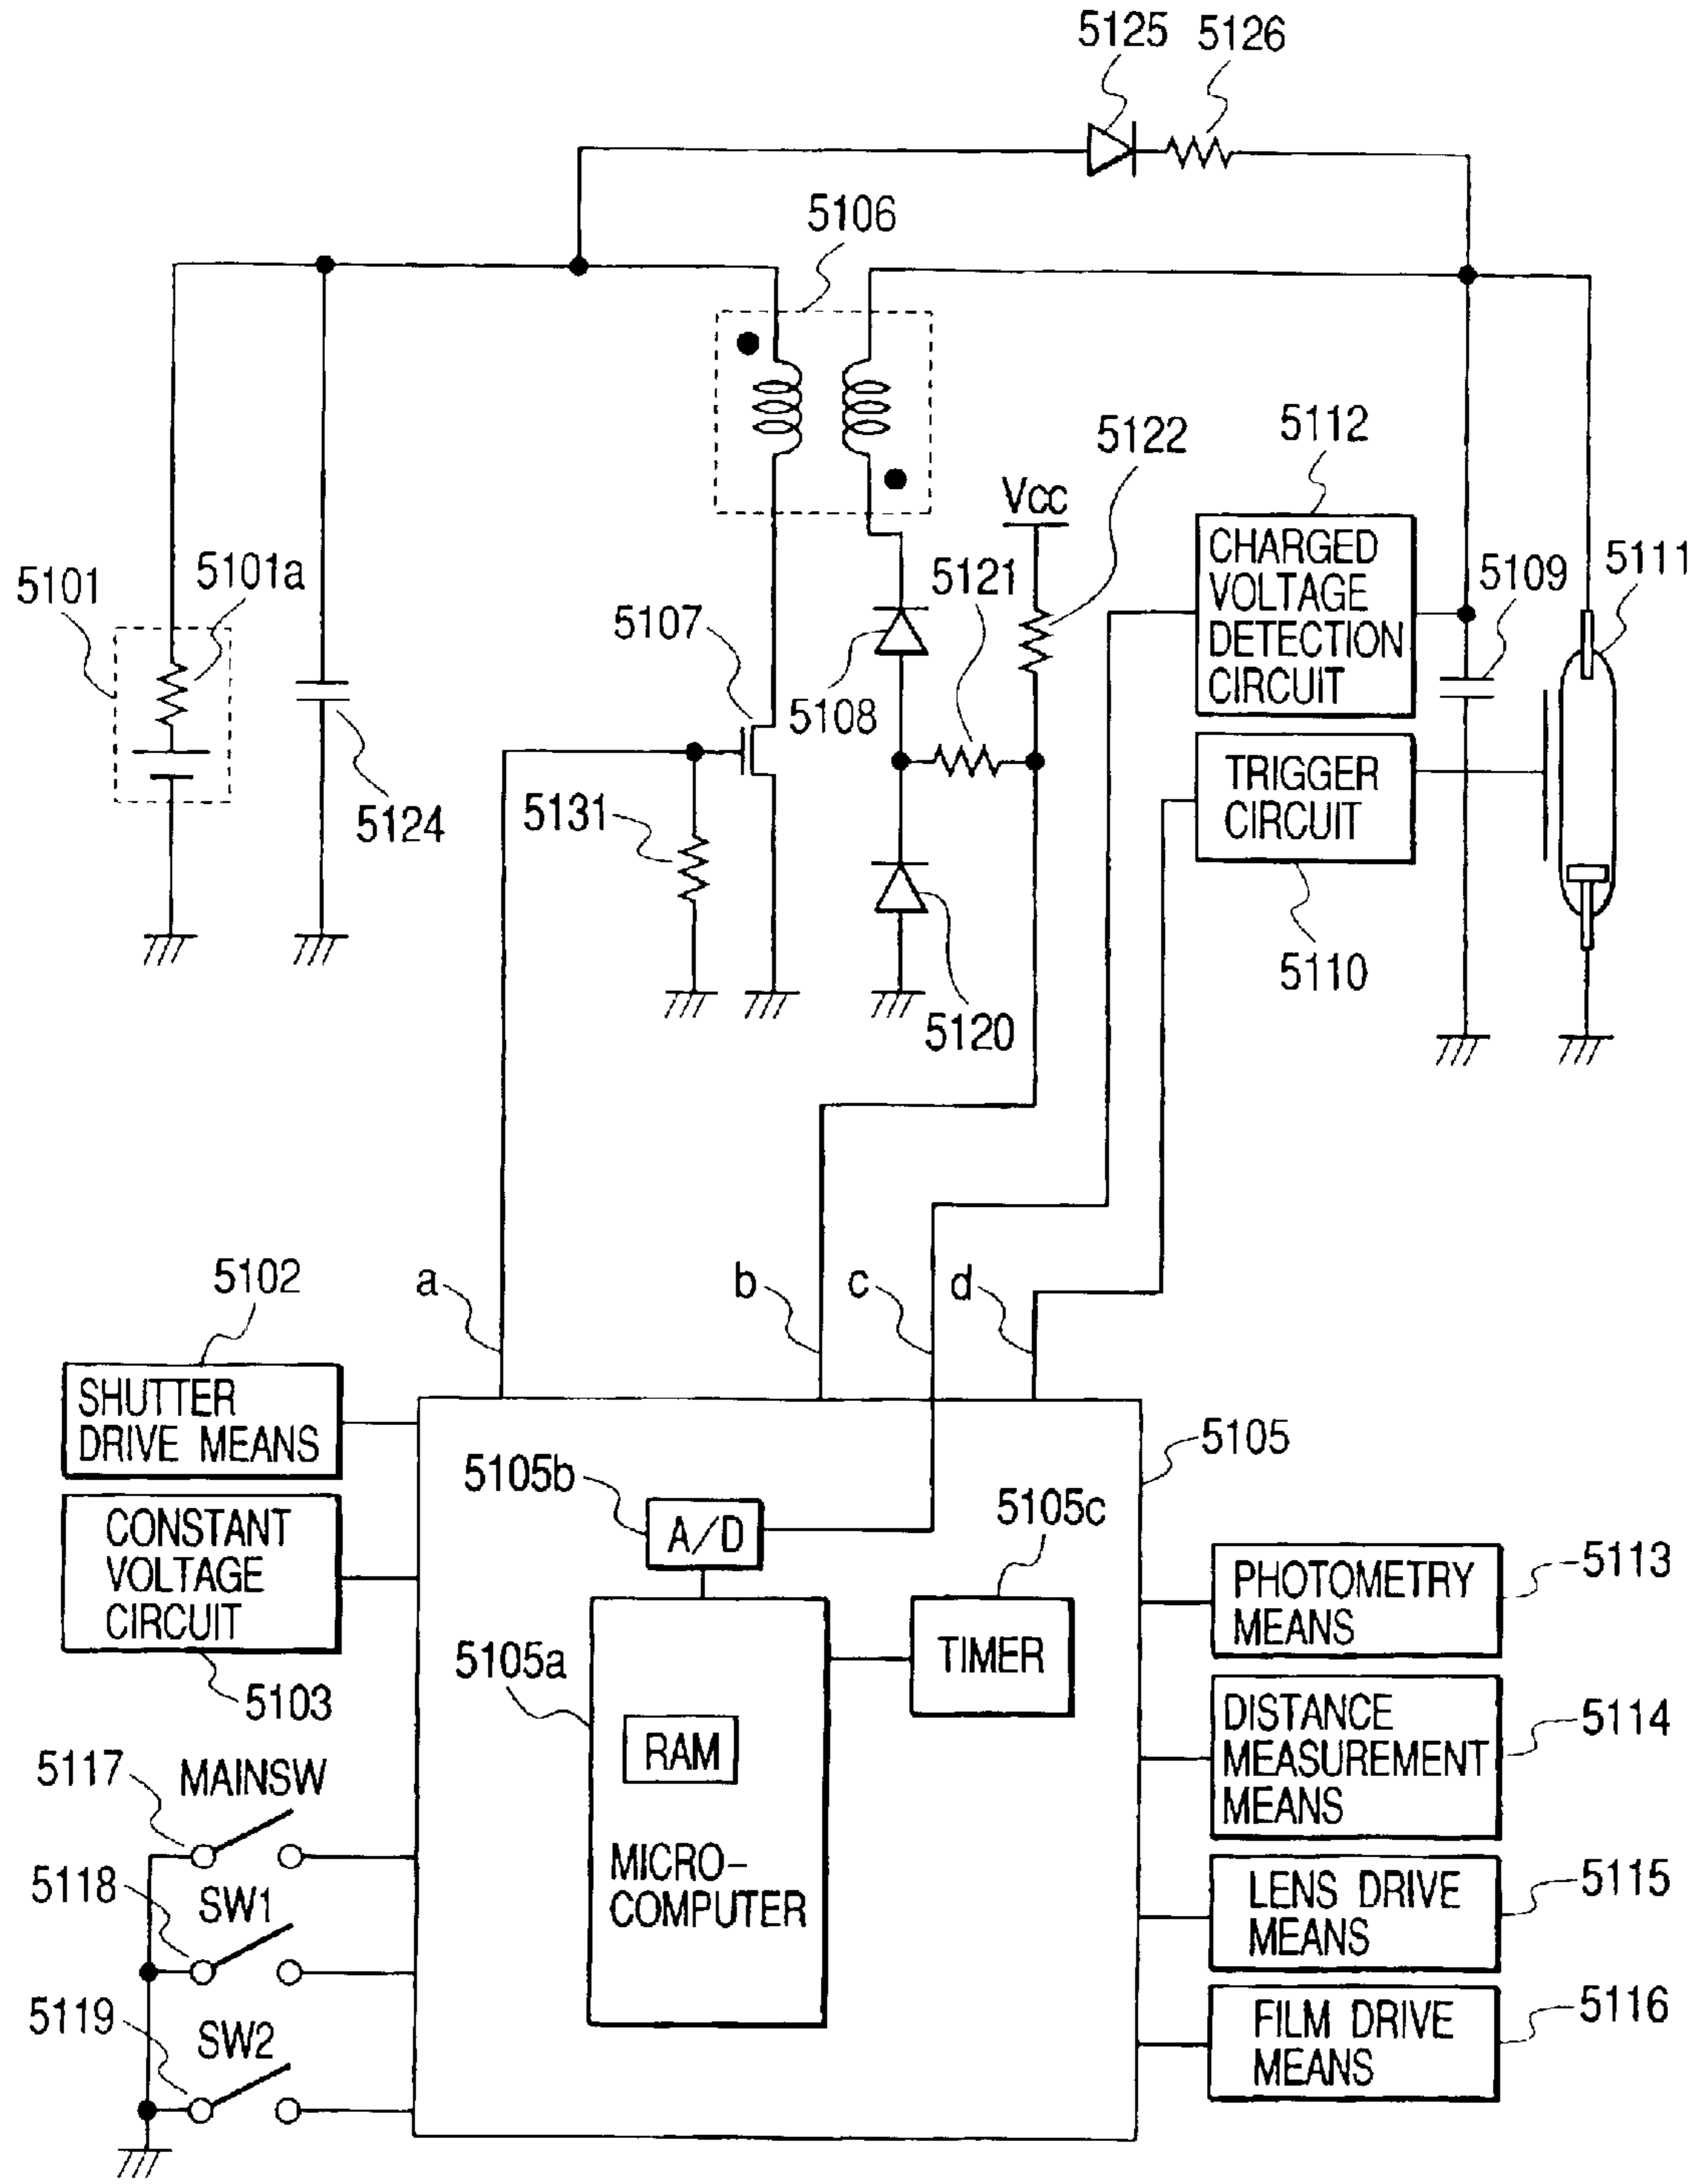 5125 5126
5106
5112
5122
Vcc
5101a
5101
5121
CHARGED
VOLTAGE
DETECTION
CIRCUIT
5109
5111
5107
5108
5124
5131
TRIGGER
CIRCUIT
5110
5120
5102
a
b
c
d
SHUTTER
DRIVE MEANS
5105
5105b
A/D
5105c
CONSTANT
VOLTAGE
CIRCUIT
5103
TIMER
5105a
RAM
MICRO-
COMPUTER
PHOTOMETRY
MEANS
5113
DISTANCE
MEASUREMENT
MEANS
5114
5117
MAINSW
5118
SW1
LENS DRIVE
MEANS
5115
5119
SW2
FILM DRIVE
MEANS
5116